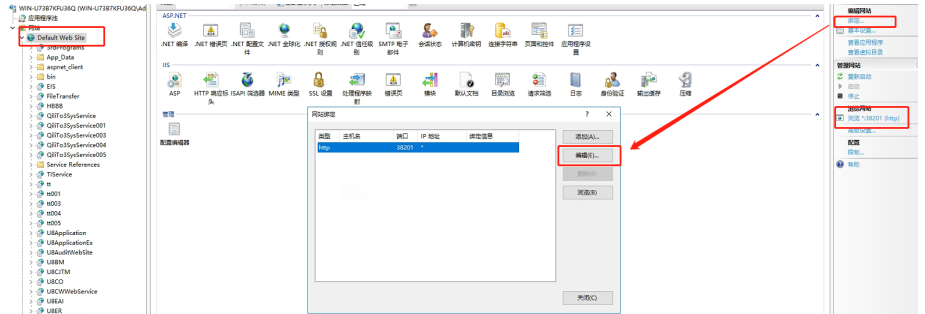 WIN-U73B7KFU36Q (WIN-U73B7KFU36Q\Ad
应用程序池
网站
Default Web Site
3rdPrograms
App_Data
aspnet_client
bin
EIS
FileTransfer
HBBB
QiliTo3SysService
QiliTo3SysService001
QiliTo3SysService003
QiliTo3SysService004
QiliTo3SysService005
Service References
TIService
tt
tt001
tt003
tt004
tt005
U8Application
U8ApplicationEx
U8AuditWebSite
U8BM
U8CJTM
U8CO
U8CWWebService
U8EAI
U8ER
ASP.NET
.NET 编译
.NET 错误页
.NET 配置文件
.NET 全球化
.NET 授权规则
.NET 信任级别
SMTP 电子邮件
会话状态
计算机密钥
连接字符串
页面和控件
应用程序设置
IIS
ASP
HTTP 响应标头
ISAPI 筛选器
MIME 类型
SSL 设置
处理程序映射
错误页
模块
默认文档
目录浏览
请求筛选
日志
身份验证
输出缓存
压缩
管理
配置编辑器
网站绑定
? ×
类型 主机名 端口 IP 地址 绑定信息
http 38201 *
添加(A)...
编辑(E)...
删除(R)
浏览(B)
关闭(C)
编辑网站
绑定...
基本设置...
查看应用程序
查看虚拟目录
管理网站
重新启动
启动
停止
浏览网站
浏览 *:38201 (http)
高级设置...
配置
限制...
帮助